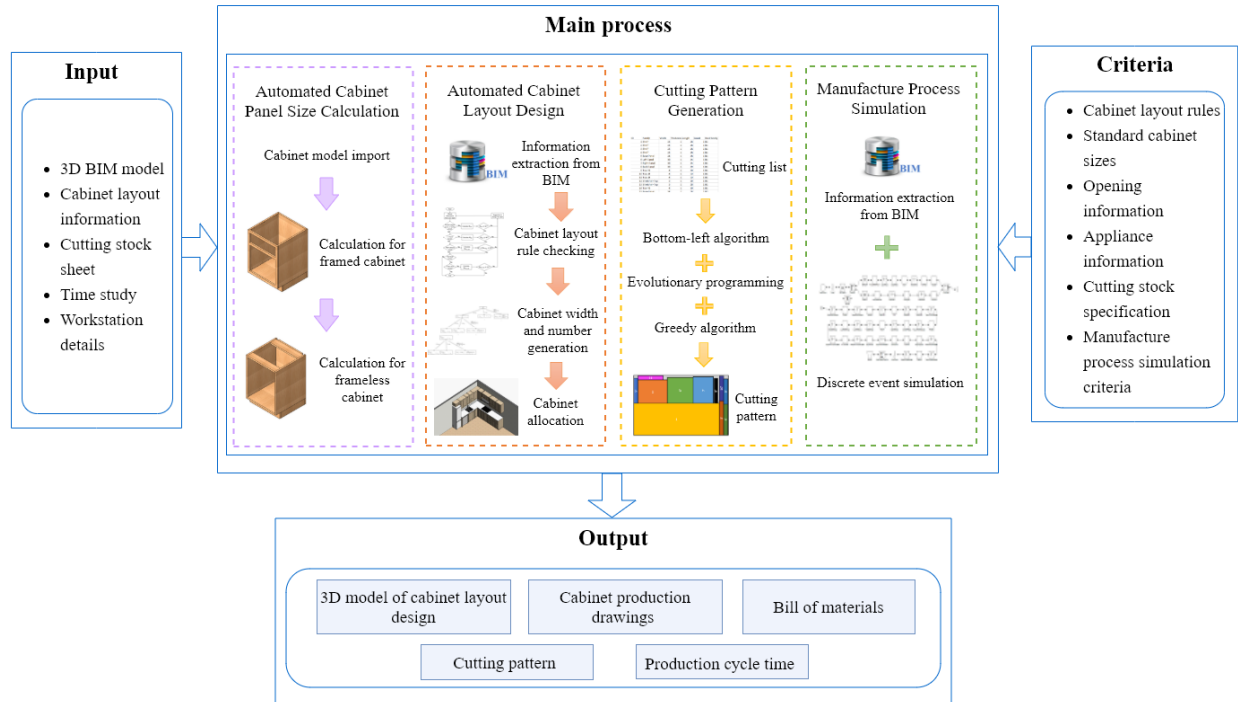 Main process
Input
3D BIM model
Cabinet layout
information
Cutting stock
sheet
Time study
Workstation
details
Automated Cabinet
Panel Size Calculation
Cabinet model import
Calculation for
framed cabinet
Calculation for
frameless
cabinet
Automated Cabinet
Layout Design
BIM
Information
extraction from
BIM
Cabinet layout
rule checking
Cabinet width
and number
generation
Cabinet
allocation
Cutting Pattern
Generation
Cutting list
Bottom-left algorithm
Evolutionary programming
Greedy algorithm
Cutting
pattern
Manufacture Process
Simulation
BIM
Information extraction
from BIM
Discrete event simulation
Criteria
Cabinet layout rules
Standard cabinet
sizes
Opening
information
Appliance
information
Cutting stock
specification
Manufacture
process simulation
criteria
Output
3D model of cabinet layout
design
Cabinet production
drawings
Bill of materials
Cutting pattern
Production cycle time